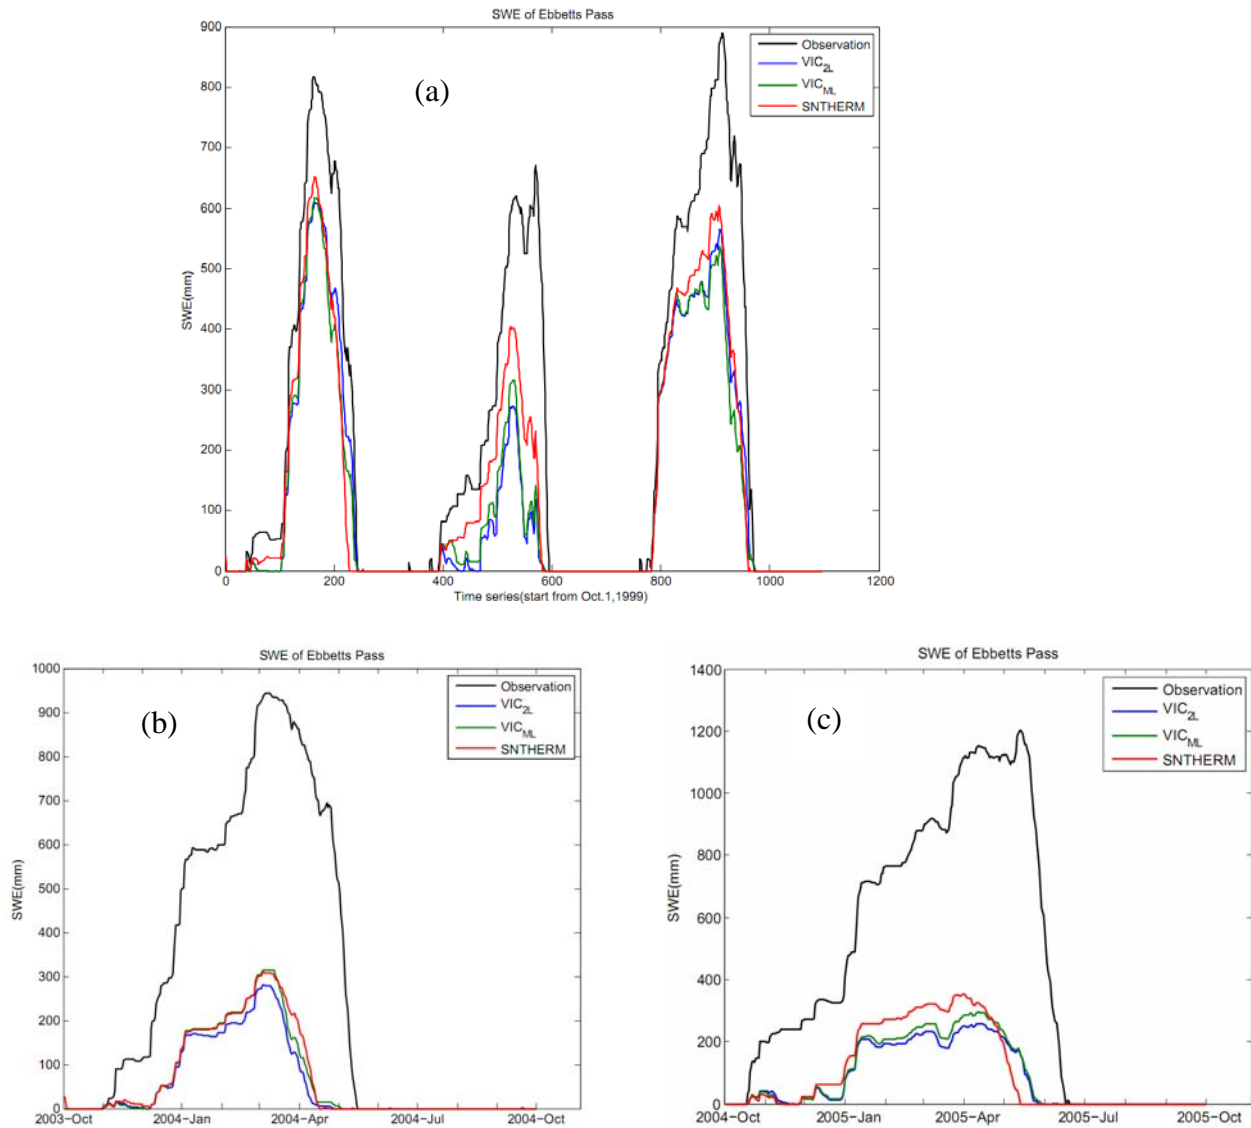 SWE of Ebbetts Pass
900
800
700
600
500
400
300
200
100
0
SWE(mm)
(a)
Observation
VIC2L
VICML
SNTHERM
0 200 400 600 800 1000 1200
Time series(start from Oct.1,1999)
SWE of Ebbetts Pass
1000
900
800
700
600
500
400
300
200
100
0
SWE(mm)
(b)
Observation
VIC2L
VICML
SNTHERM
2003-Oct 2004-Jan 2004-Apr 2004-Jul 2004-Oct
SWE of Ebbetts Pass
1400
1200
1000
800
600
400
200
0
SWE(mm)
(c)
Observation
VIC2L
VICML
SNTHERM
2004-Oct 2005-Jan 2005-Apr 2005-Jul 2005-Oct